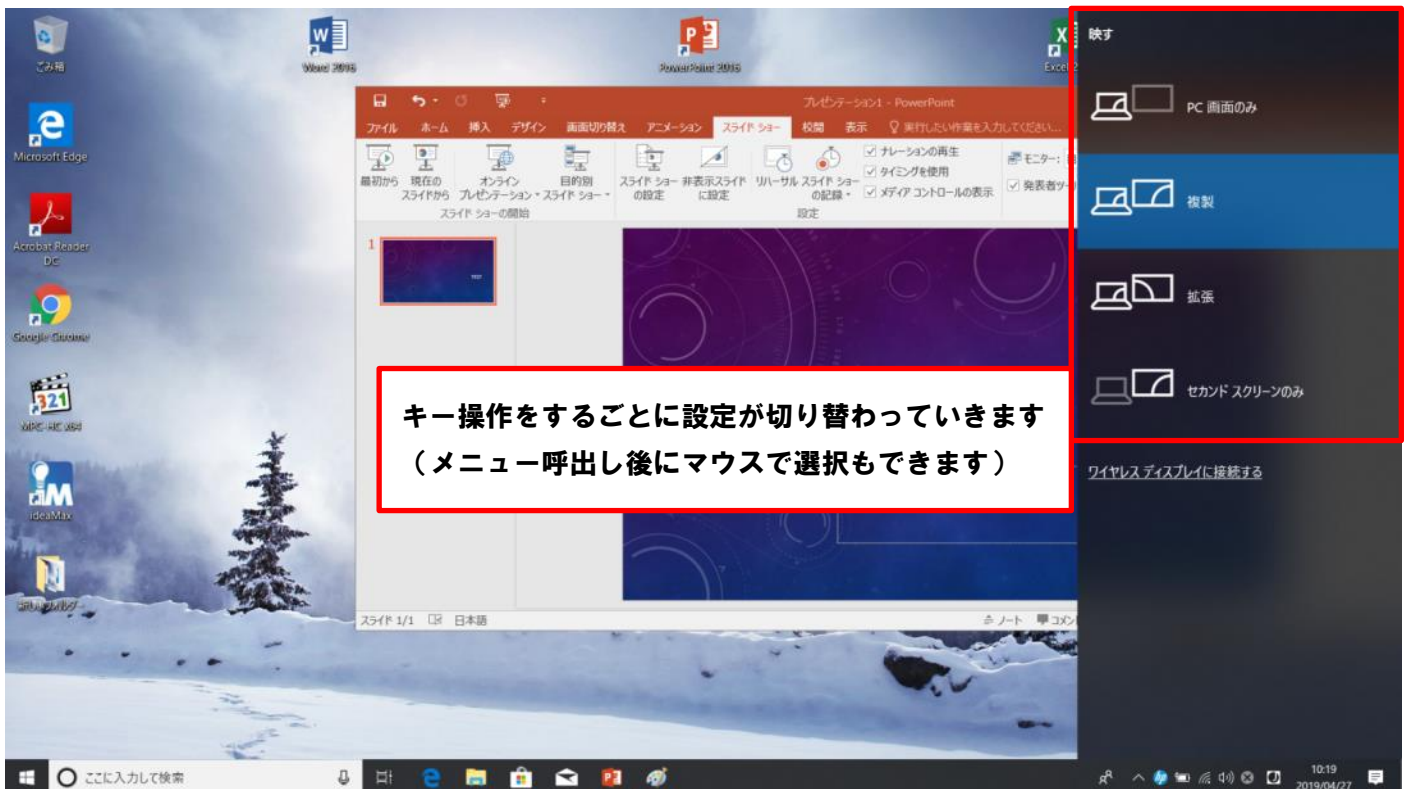 ごみ箱
Word 2016
PowerPoint 2016
Microsoft Edge
Acrobat Reader
DC
Google Chrome
321
MPC-HC x64
ideaMax
新しいフォルダー
プレゼンテーション1 - PowerPoint
ファイル ホーム 挿入 デザイン 画面切り替え アニメーション スライド ショー 校閲 表示 実行したい作業を入力してください...
最初から
現在の
スライドから
オンライン
プレゼンテーション
目的別
スライド ショー
スライド ショーの開始
スライド ショー
の設定
非表示スライド
に設定
リハーサル
スライド ショー
の記録
ナレーションの再生
タイミングを使用
メディア コントロールの表示
設定
モニター:
発表者ツー
1
キー操作をするごとに設定が切り替わっていきます
(メニュー呼出し後にマウスで選択もできます)
スライド 1/1 日本語
ノート
映す
PC 画面のみ
複製
拡張
セカンド スクリーンのみ
ワイヤレス ディスプレイに接続する
ここに入力して検索
10:19
2019/04/27